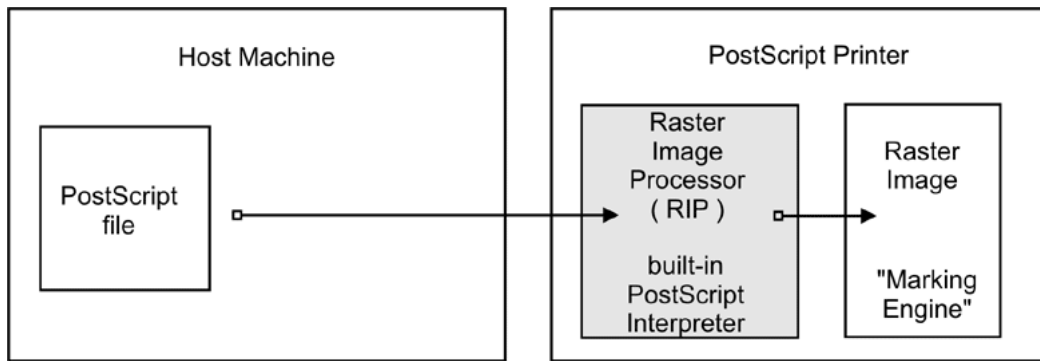 Host Machine
PostScript
file
PostScript Printer
Raster
Image
Processor
( RIP )
built-in
PostScript
Interpreter
Raster
Image
"Marking
Engine"